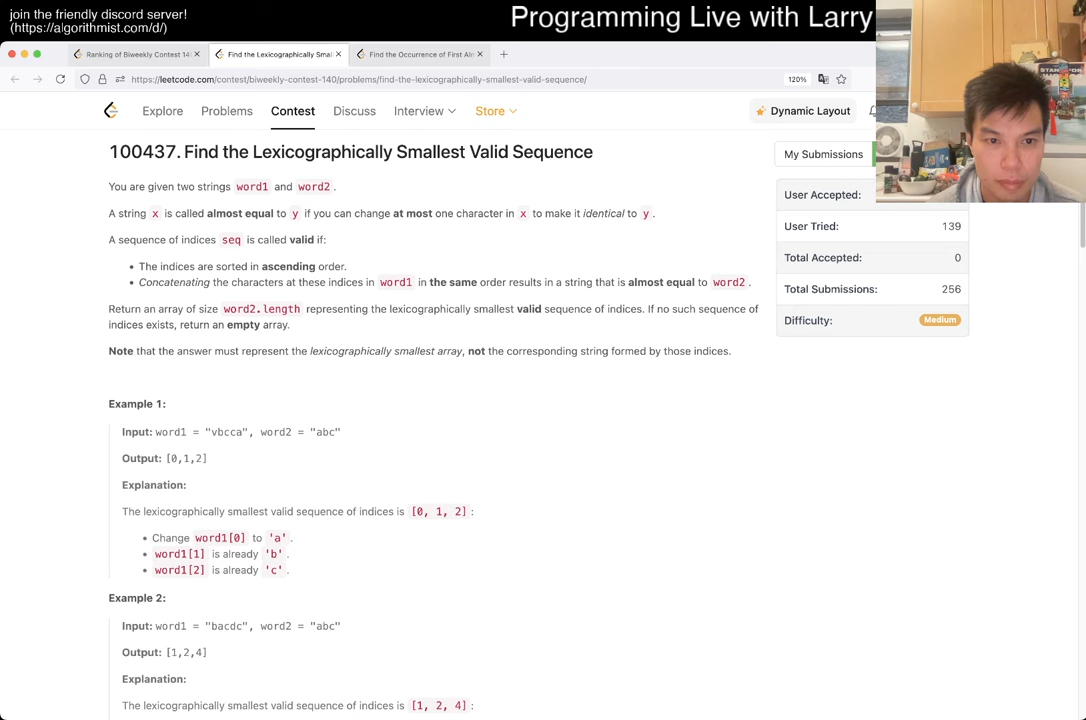 join the friendly discord server!
(https://algorithmist.com/d/)
Programming Live with Larry
Ranking of Biweekly Contest 14
Find the Lexicographically Smal
Find the Occurrence of First Al
https://leetcode.com/contest/biweekly-contest-140/problems/find-the-lexicographically-smallest-valid-sequence/
120%
Explore
Problems
Contest
Discuss
Interview
Store
Dynamic Layout
100437. Find the Lexicographically Smallest Valid Sequence
My Submissions
You are given two strings word1 and word2 .
User Accepted:
A string x is called almost equal to y if you can change at most one character in x to make it identical to y .
User Tried: 139
A sequence of indices seq is called valid if:
Total Accepted: 0
• The indices are sorted in ascending order.
• Concatenating the characters at these indices in word1 in the same order results in a string that is almost equal to word2 .
Total Submissions: 256
Return an array of size word2.length representing the lexicographically smallest valid sequence of indices. If no such sequence of
indices exists, return an empty array.
Difficulty: Medium
Note that the answer must represent the lexicographically smallest array, not the corresponding string formed by those indices.
Example 1:
Input: word1 = "vbcca", word2 = "abc"
Output: [0,1,2]
Explanation:
The lexicographically smallest valid sequence of indices is [0, 1, 2] :
• Change word1[0] to 'a' .
• word1[1] is already 'b' .
• word1[2] is already 'c' .
Example 2:
Input: word1 = "bacdc", word2 = "abc"
Output: [1,2,4]
Explanation:
The lexicographically smallest valid sequence of indices is [1, 2, 4] :